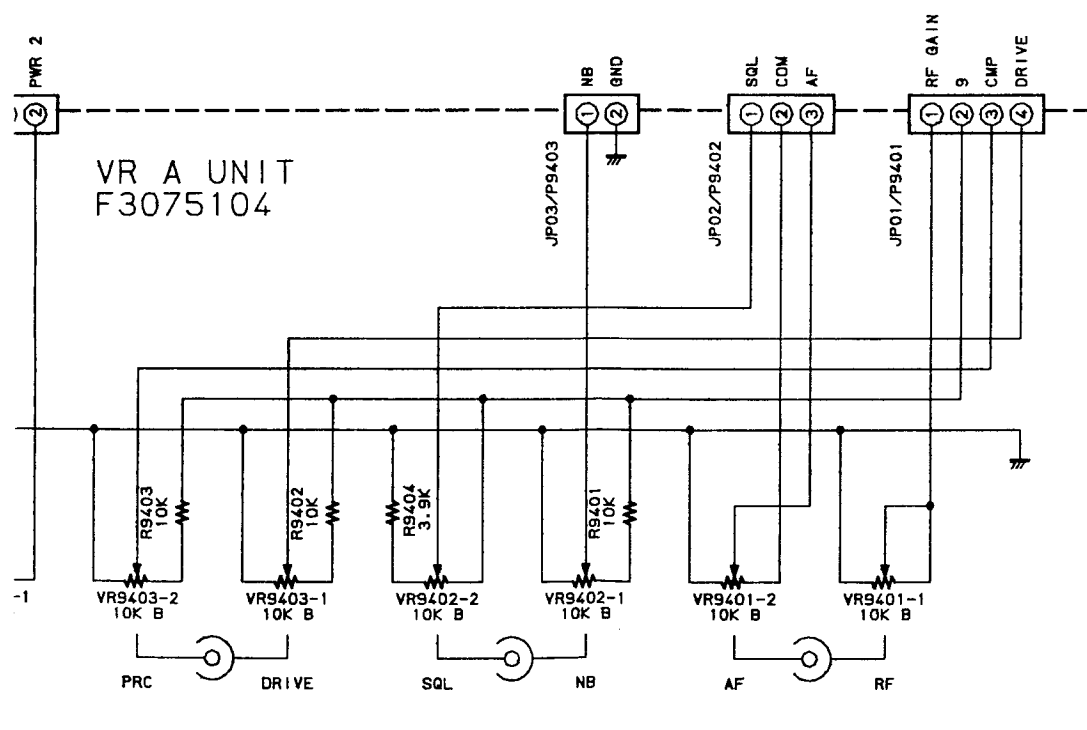 PWR 2
NB
GND
SQL
COM
AF
RF GAIN
9
CMP
DRIVE
2
1
2
1
2
3
1
2
3
4
VR A UNIT
F3075104
JP03/P9403
JP02/P9402
JP01/P9401
R9403
10K
R9402
10K
R9404
3.9K
R9401
10K
-1
VR9403-2
10K B
VR9403-1
10K B
VR9402-2
10K B
VR9402-1
10K B
VR9401-2
10K B
VR9401-1
10K B
PRC
DRIVE
SQL
NB
AF
RF